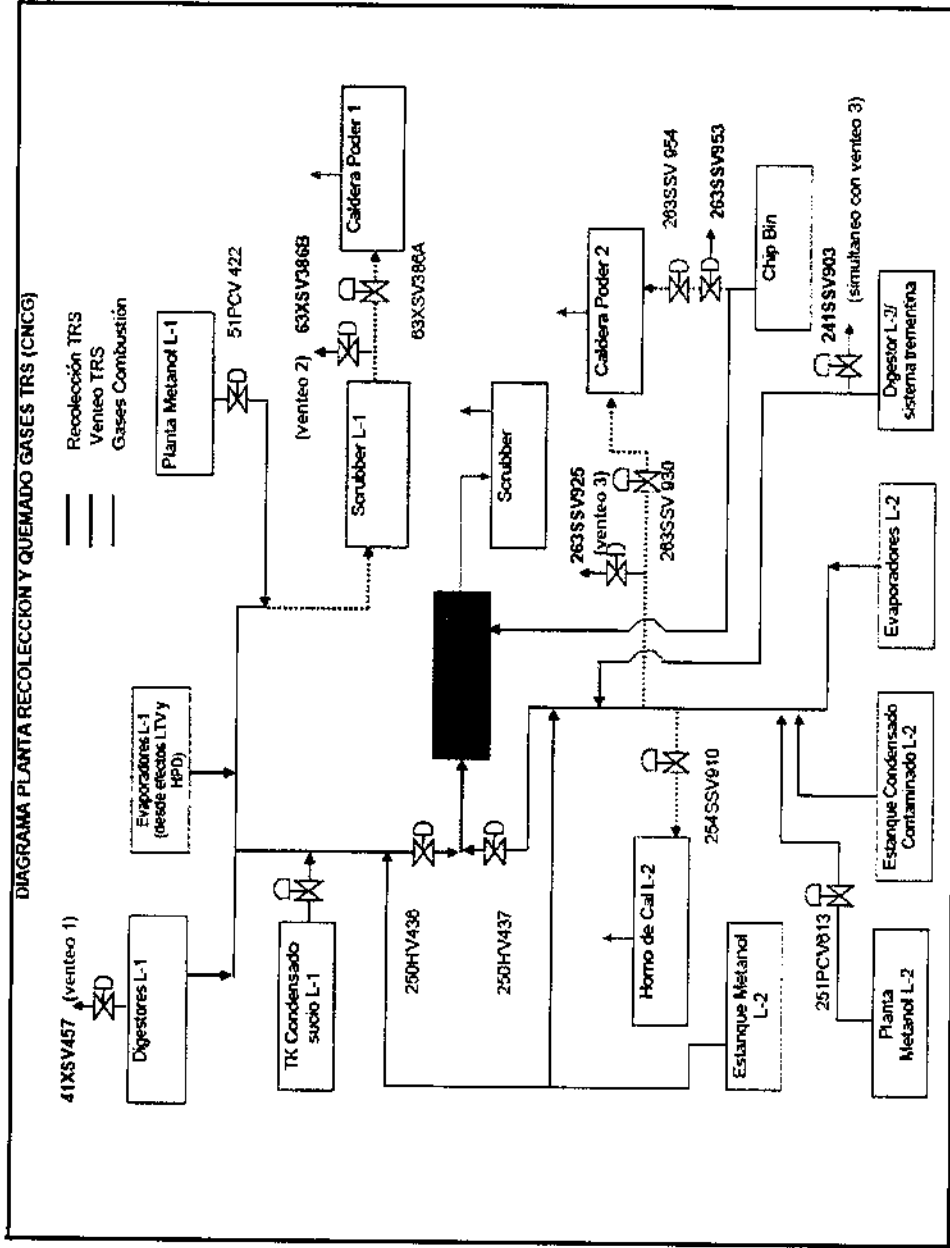 DIAGRAMA PLANTA RECOLECCION Y QUEMADO GASES TRS (CNCG)
Recolección TRS
Venteo TRS
Gases Combustión
41XSV457 (venteo 1)
Digestores L-1
Evaporadores L-1
(desde efectos LTV y
HPD)
Planta Metanol L-1
51PCV 422
TK Condensado
sucio L-1
Scrubber L-1
(venteo 2) 63XSV386B
63XSV386A
Caldera Poder 1
250HV436
250HV437
Scrubber
Horno de Cal L-2
254SSV910
263SSV925
(venteo 3)
263SSV 930
Caldera Poder 2
263SSV 954
263SSV953
Chip Bin
Estanque Metanol
L-2
251PCV613
241SSV903
(simultaneo con venteo 3)
Planta
Metanol L-2
Estanque Condensado
Contaminado L-2
Evaporadores L-2
Digestor L-2/
sistema trementina